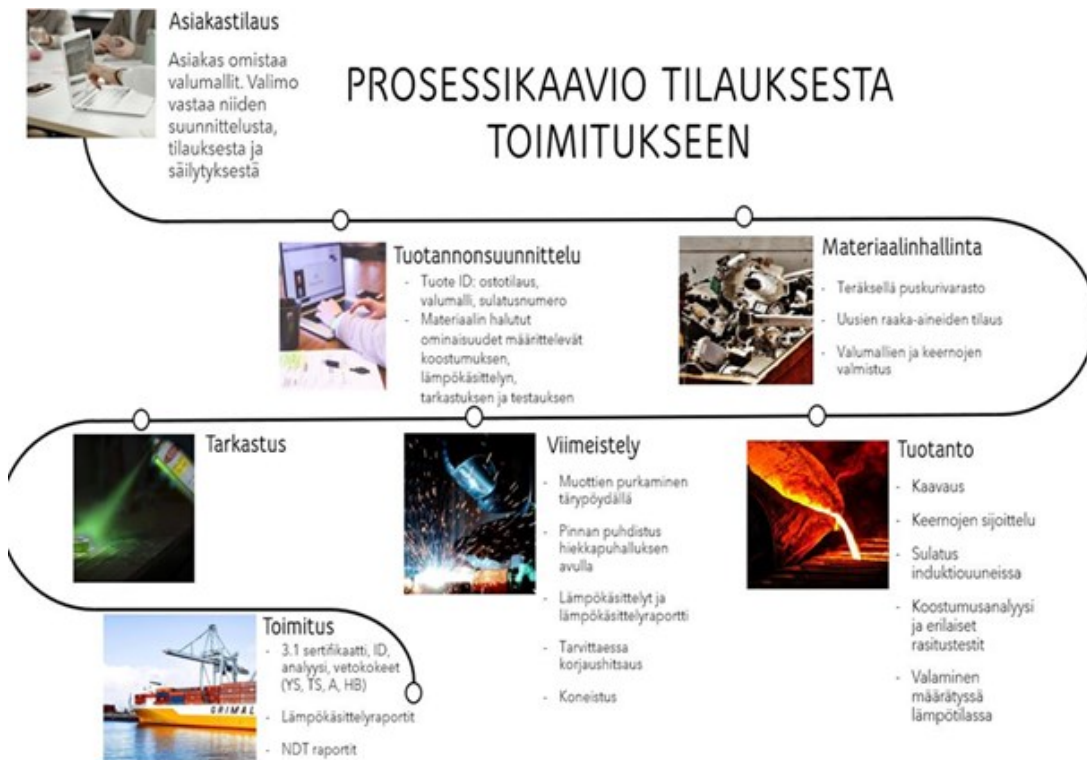 Asiakastilaus
Asiakas omistaa
valumallit. Valimo
vastaa niiden
suunnittelusta,
tilauksesta ja
säilytyksestä
PROSESSIKAAVIO TILAUKSESTA
TOIMITUKSEEN
Tuotannonsuunnittelu
- Tuote ID: ostotilaus,
valumalli, sulatusnumero
- Materiaalin halutut
ominaisuudet määrittelevät
koostumuksen,
lämpökäsittelyn,
tarkastuksen ja testauksen
Materiaalinhallinta
- Teräksellä puskurivarasto
- Uusien raaka-aineiden tilaus
- Valumallien ja keernojen
valmistus
Tarkastus
Viimeistely
- Muottien purkaminen
tärypöydällä
- Pinnan puhdistus
hiekkapuhalluksen
avulla
- Lämpökäsittelyt ja
lämpökäsittelyraportti
- Tarvittaessa
korjaushitsaus
- Koneistus
Tuotanto
- Kaavaus
- Keernojen sijoittelu
- Sulatus
induktiouuneissa
- Koostumusanalyysi
ja erilaiset
rasitustestit
- Valaminen
määrätyssä
lämpötilassa
Toimitus
- 3.1 sertifikaatti, ID,
analyysi, vetokokeet
(YS, TS, A, HB)
- Lämpökäsittelyraportit
- NDT raportit
GRIMAL